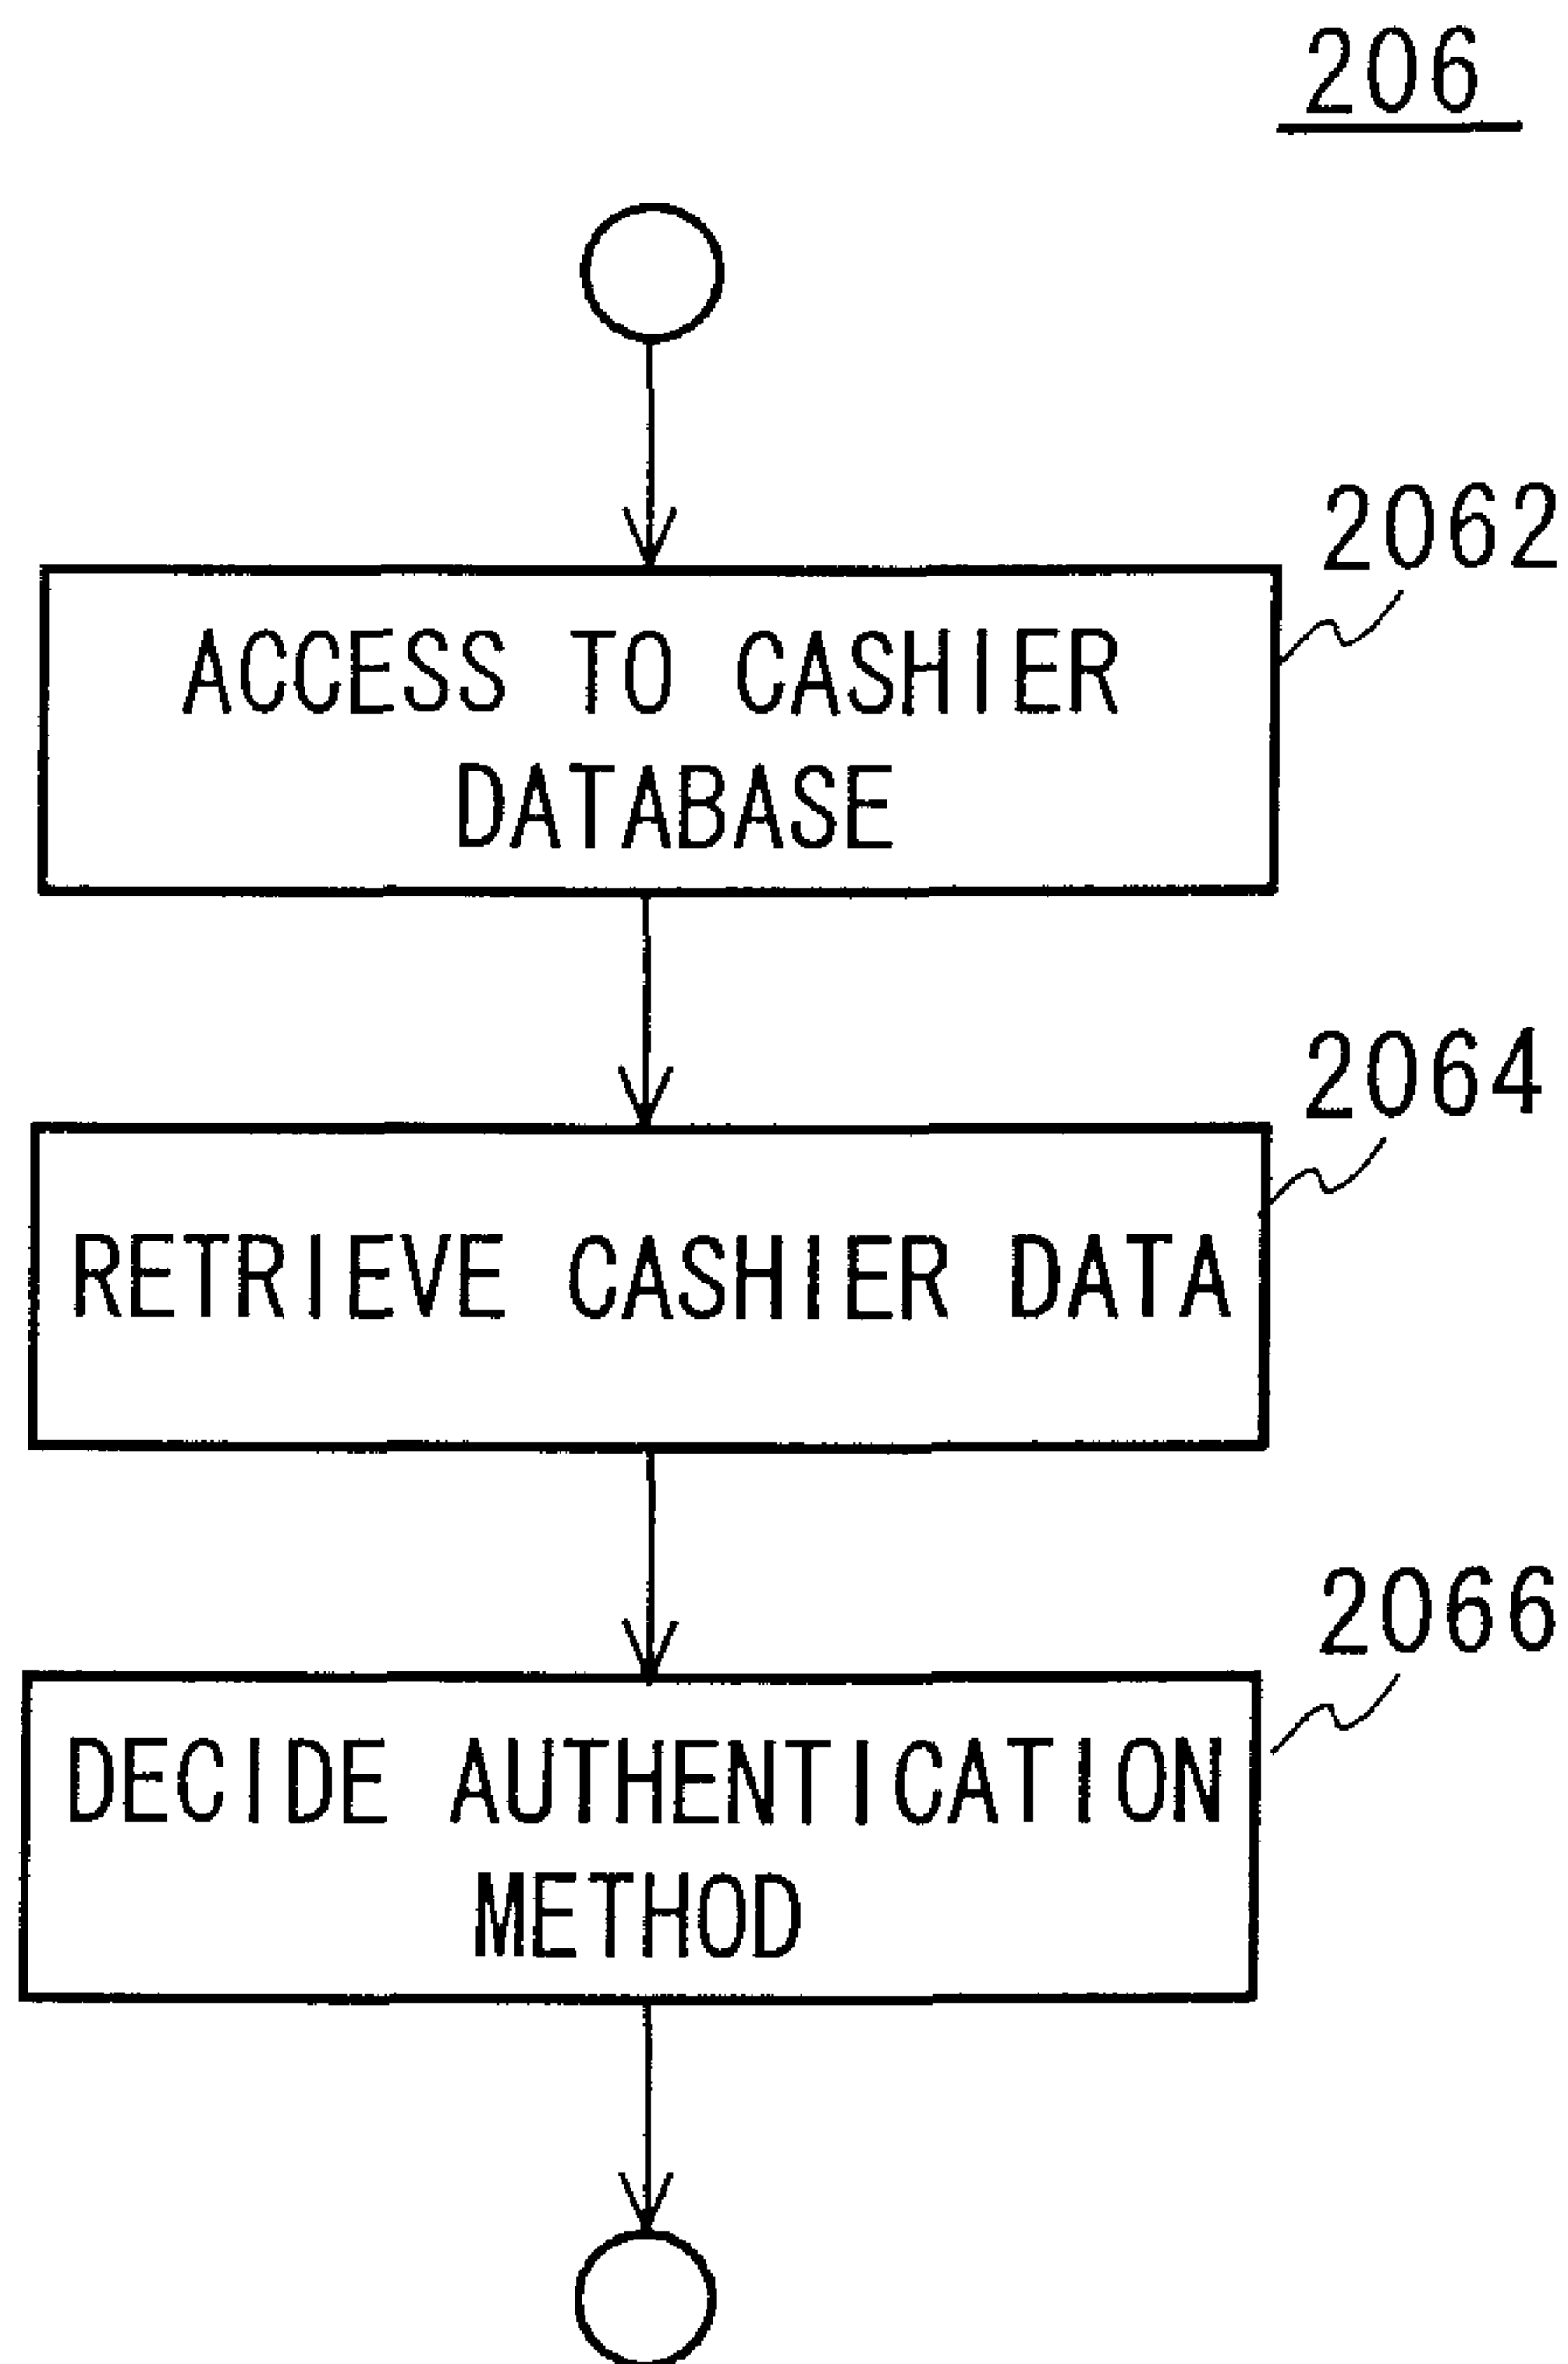 206
2062
ACCESS TO CASHIER
DATABASE
2064
RETRIEVE CASHIER DATA
2066
DECIDE AUTHENTICATION
METHOD